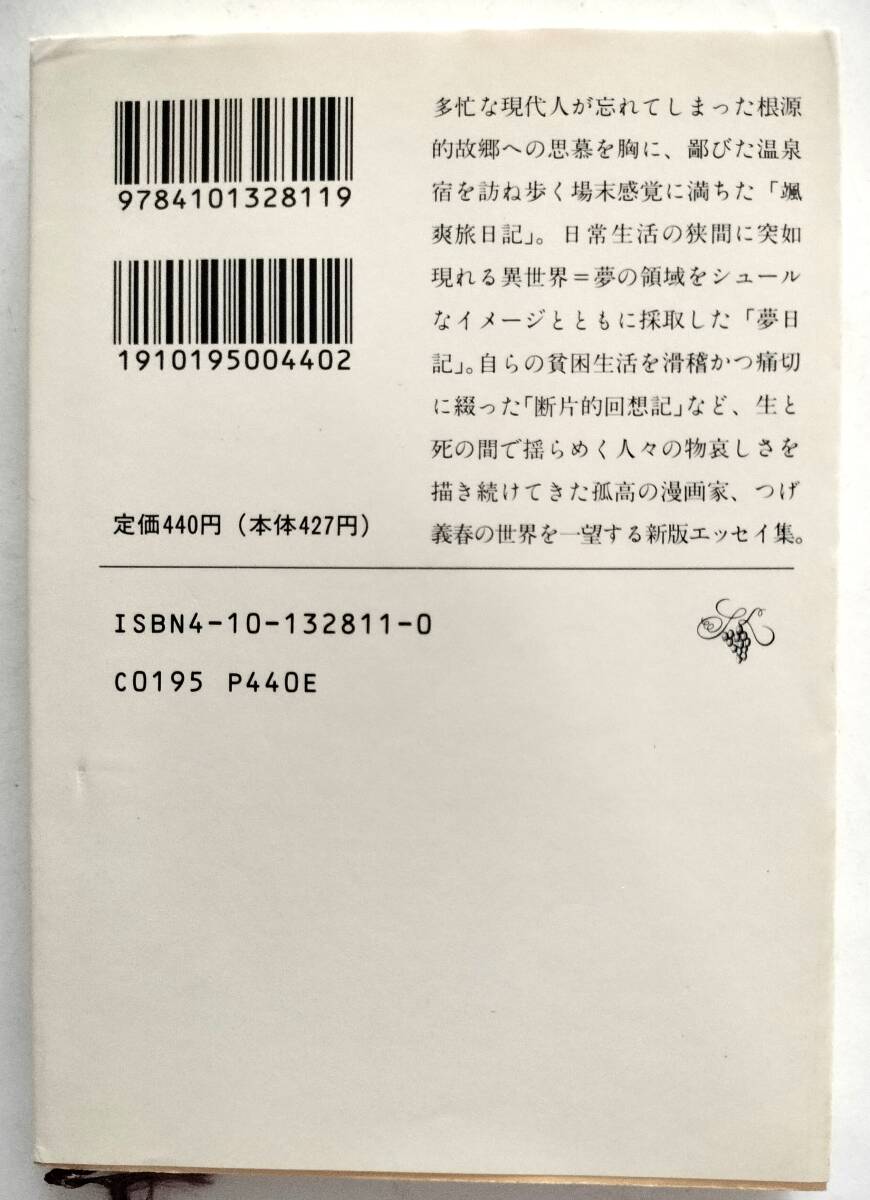 9784101328119
1910195004402
定価440円（本体427円）
多忙な現代人が忘れてしまった根源
的故郷への思慕を胸に、鄙びた温泉
宿を訪ね歩く場末感覚に満ちた「颯
爽旅日記」。日常生活の狭間に突如
現れる異世界＝夢の領域をシュール
なイメージとともに採取した「夢日
記」。自らの貧困生活を滑稽かつ痛切
に綴った「断片的回想記」など、生と
死の間で揺らめく人々の物哀しさを
描き続けてきた孤高の漫画家、つげ
義春の世界を一望する新版エッセイ集。
ISBN4-10-132811-0
C0195 P440E